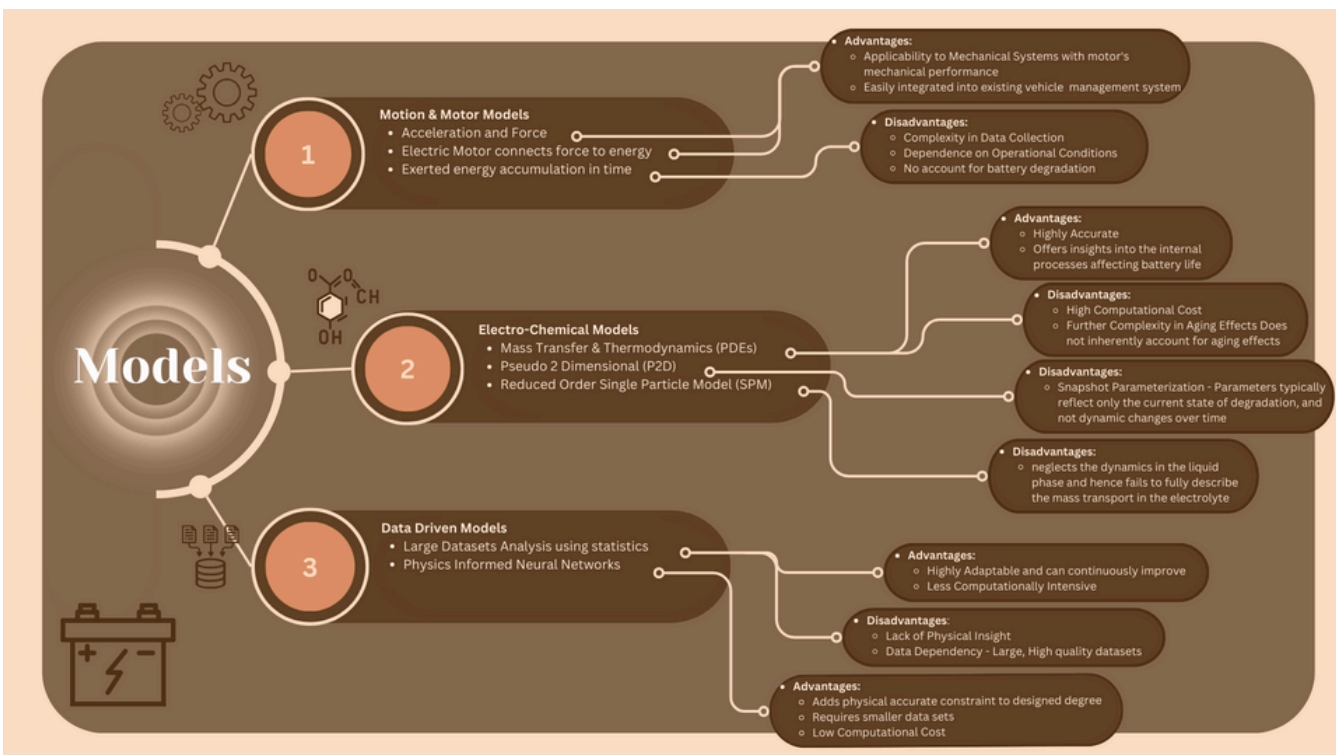 Models
1
Motion & Motor Models
• Acceleration and Force
• Electric Motor connects force to energy
• Exerted energy accumulation in time
• Advantages:
○ Applicability to Mechanical Systems with motor's
mechanical performance
○ Easily integrated into existing vehicle management system
• Disadvantages:
○ Complexity in Data Collection
○ Dependence on Operational Conditions
○ No account for battery degradation
O
O
CH
OH
2
Electro-Chemical Models
• Mass Transfer & Thermodynamics (PDEs)
• Pseudo 2 Dimensional (P2D)
• Reduced Order Single Particle Model (SPM)
• Advantages:
○ Highly Accurate
○ Offers insights into the internal
processes affecting battery life
• Disadvantages:
○ High Computational Cost
○ Further Complexity in Aging Effects Does
not inherently account for aging effects
• Disadvantages:
○ Snapshot Parameterization - Parameters typically
reflect only the current state of degradation, and
not dynamic changes over time
• Disadvantages:
○ neglects the dynamics in the liquid
phase and hence fails to fully describe
the mass transport in the electrolyte
3
Data Driven Models
• Large Datasets Analysis using statistics
• Physics Informed Neural Networks
• Advantages:
○ Highly Adaptable and can continuously improve
○ Less Computationally Intensive
• Disadvantages:
○ Lack of Physical Insight
○ Data Dependency - Large, High quality datasets
• Advantages:
○ Adds physical accurate constraint to designed degree
○ Requires smaller data sets
○ Low Computational Cost
+ -